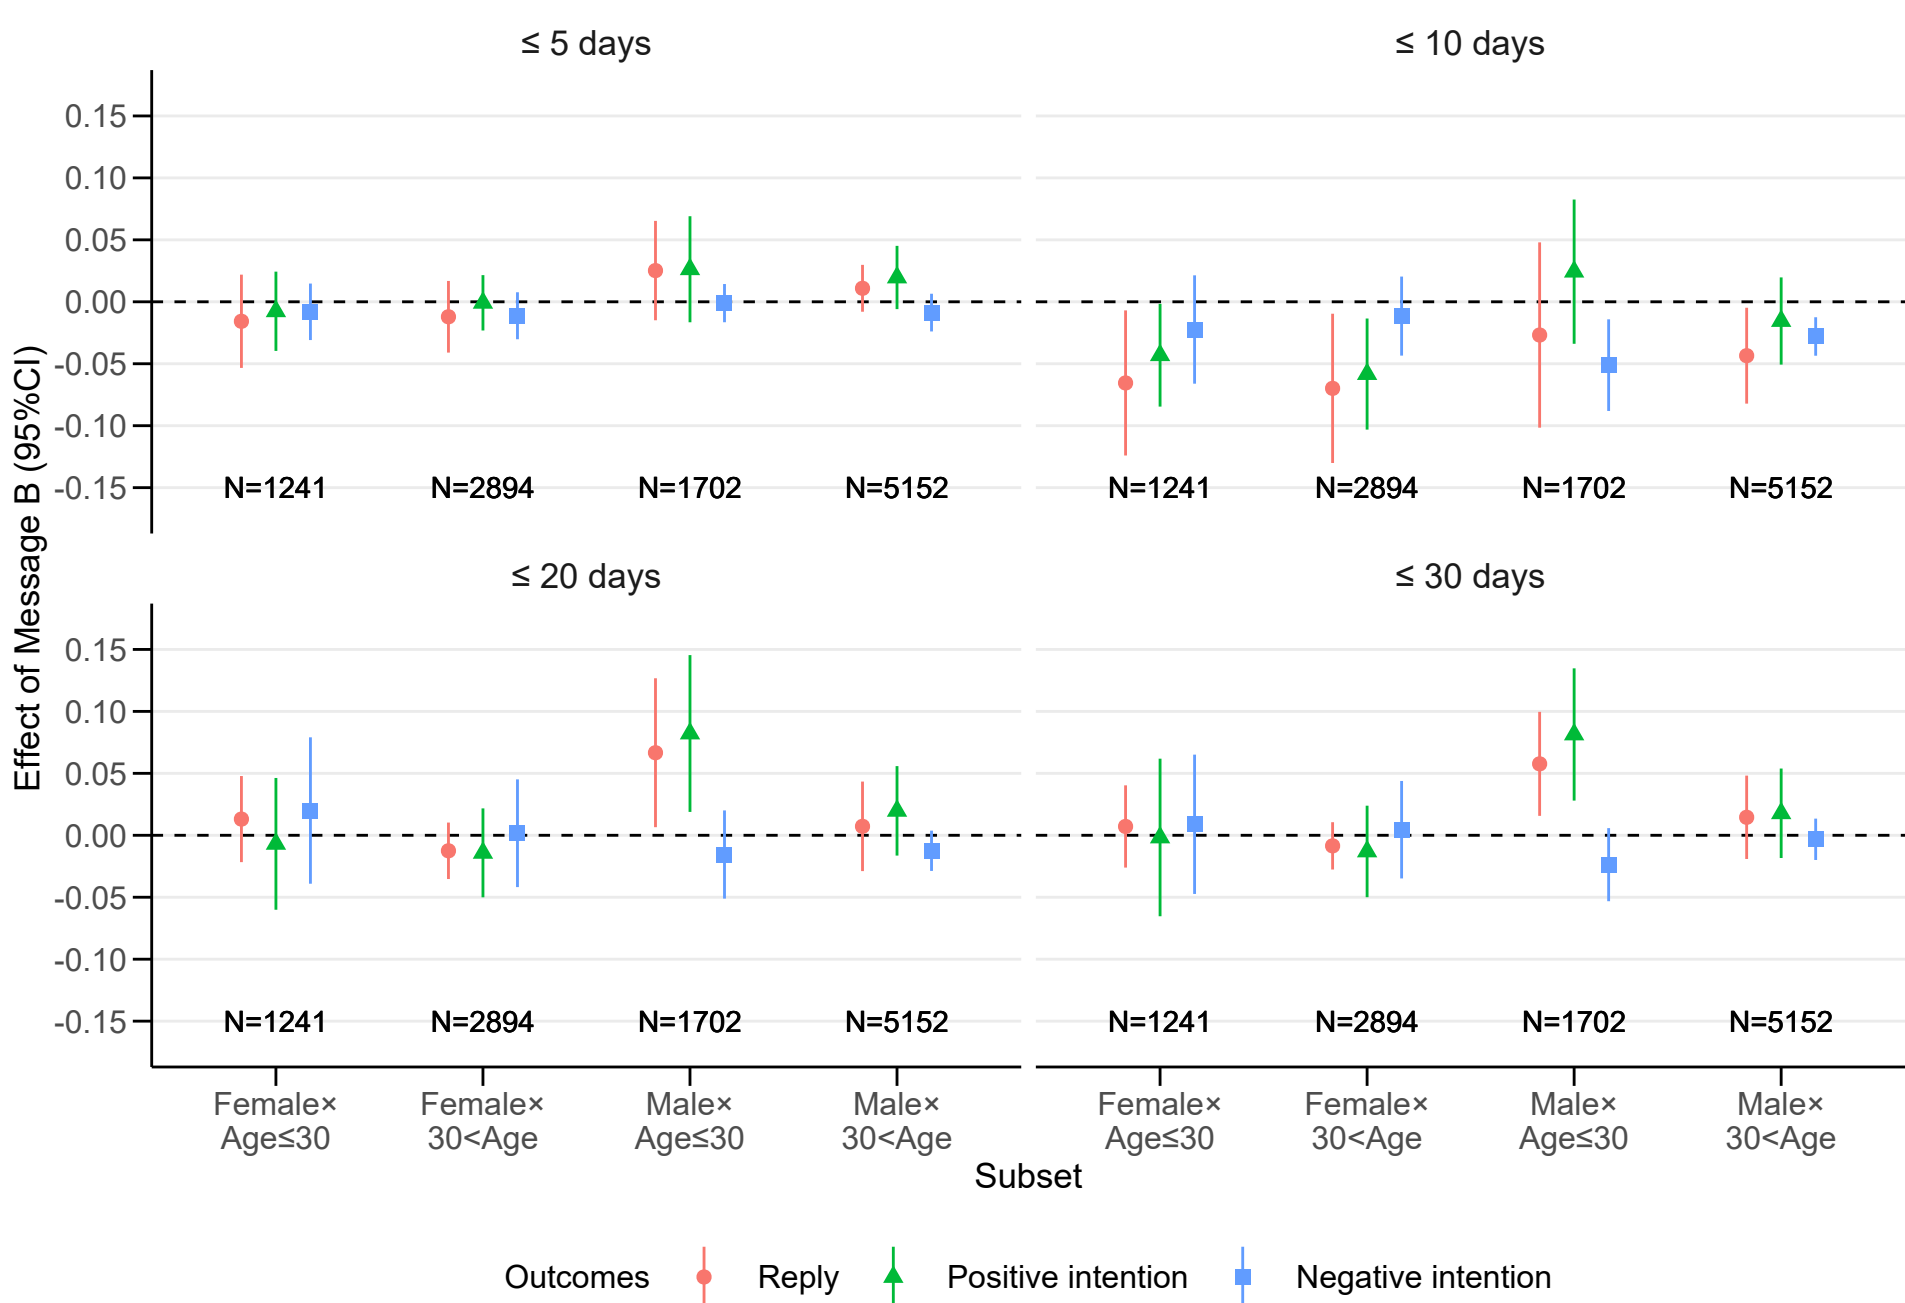 ≤ 5 days
≤ 10 days
0.15
0.10
0.05
0.00
-0.05
-0.10
-0.15
N=1241
N=2894
N=1702
N=5152
N=1241
N=2894
N=1702
N=5152
Effect of Message B (95%CI)
≤ 20 days
≤ 30 days
0.15
0.10
0.05
0.00
-0.05
-0.10
-0.15
N=1241
N=2894
N=1702
N=5152
N=1241
N=2894
N=1702
N=5152
Female×
Age≤30
Female×
30<Age
Male×
Age≤30
Male×
30<Age
Female×
Age≤30
Female×
30<Age
Male×
Age≤30
Male×
30<Age
Subset
Outcomes
Reply
Positive intention
Negative intention